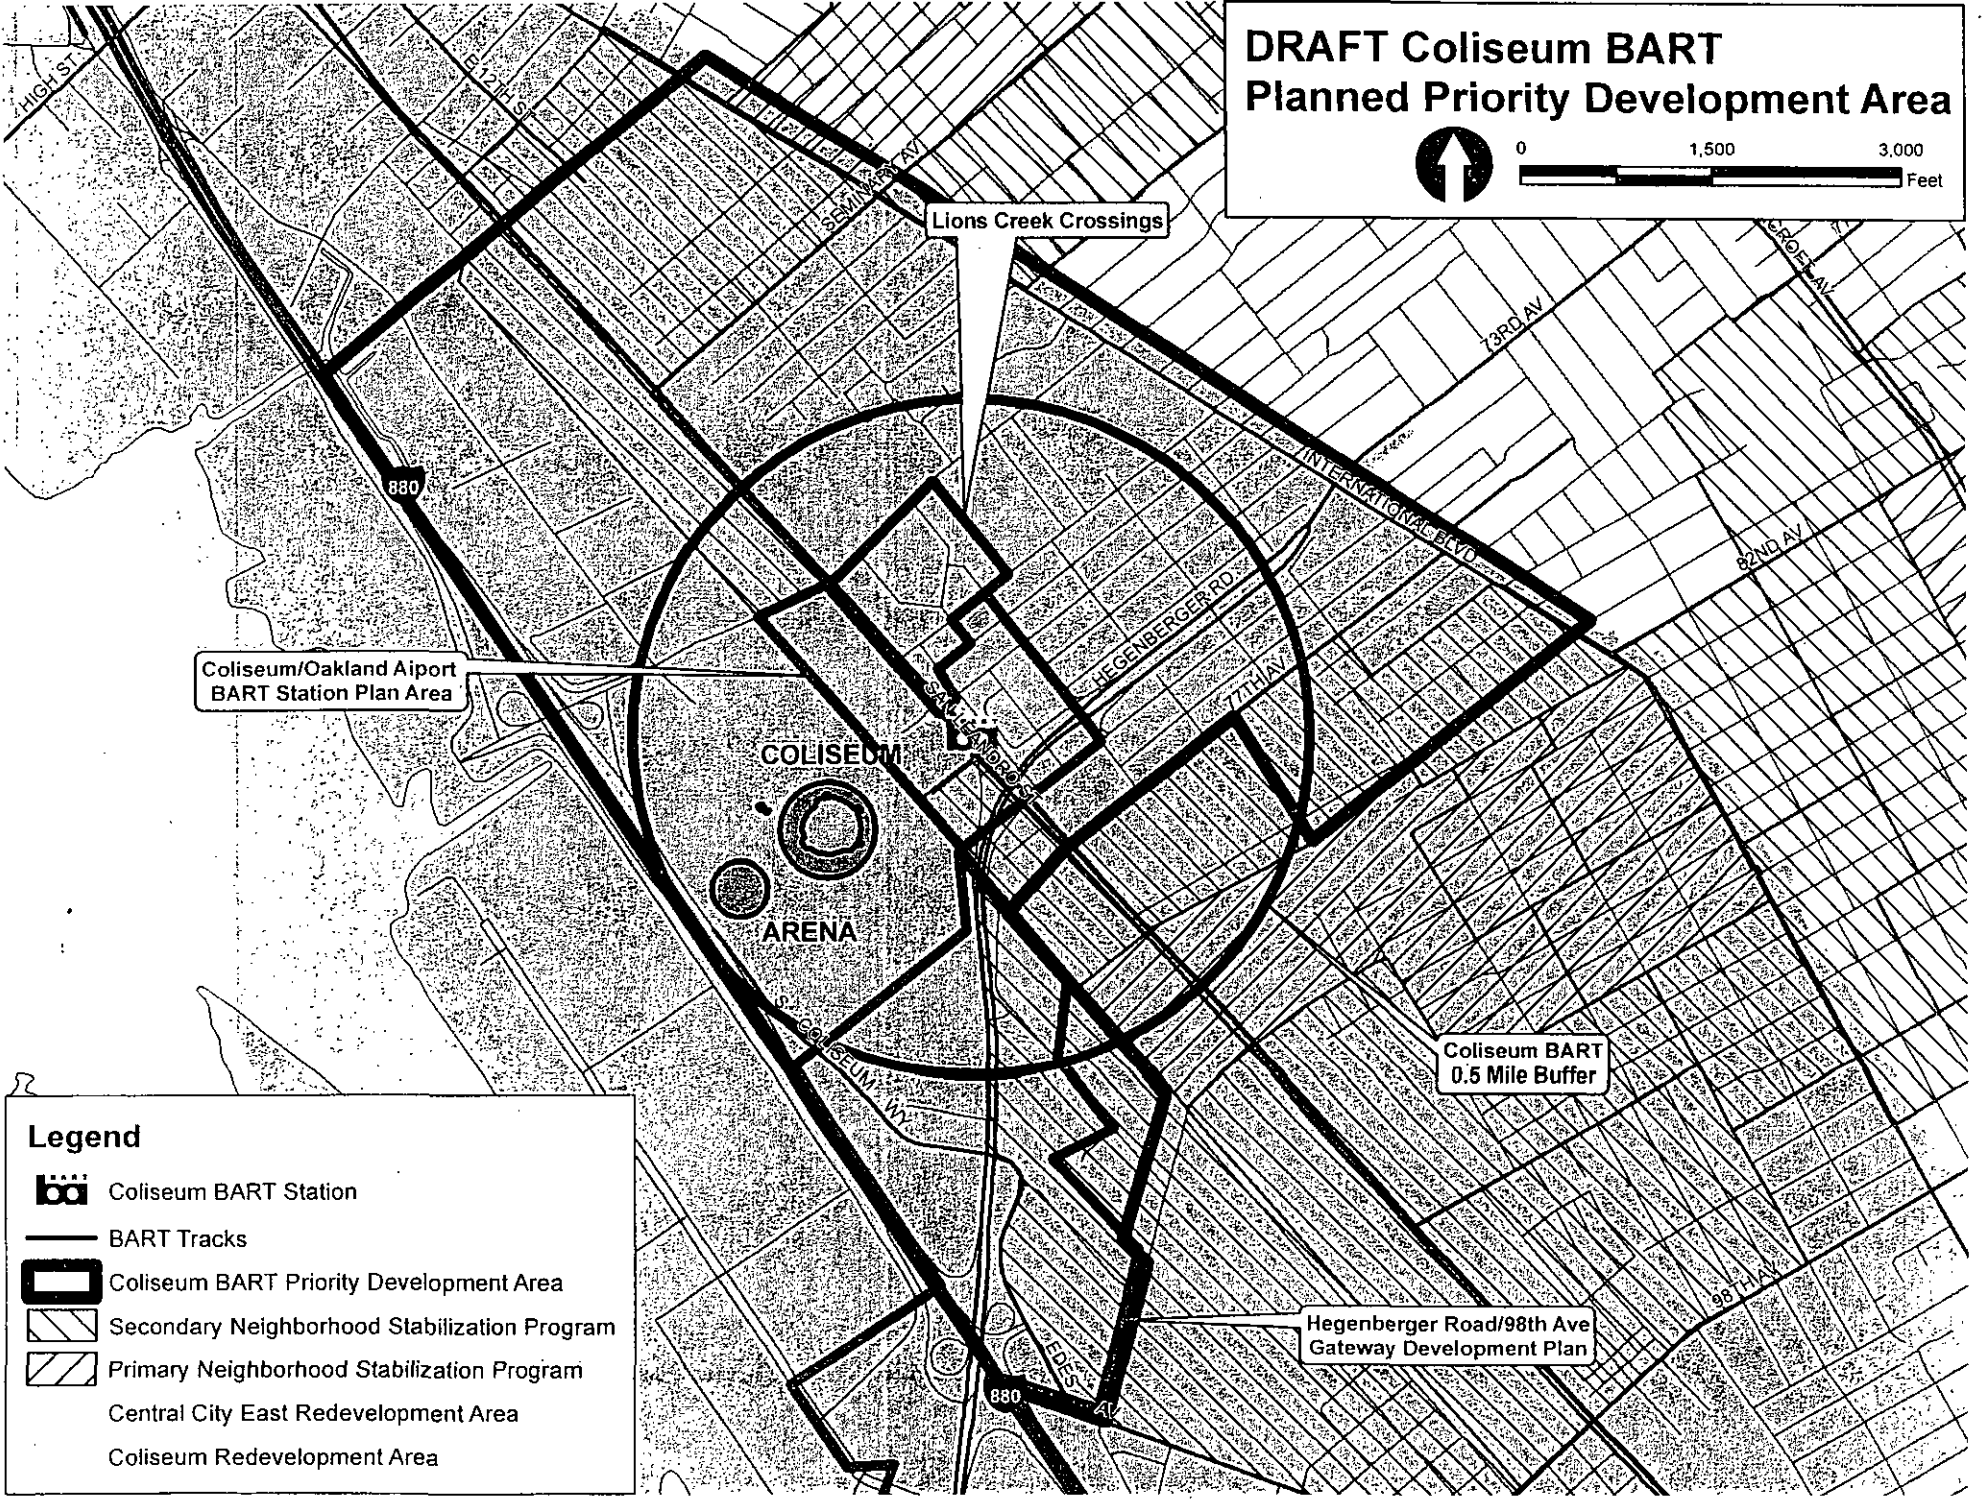 DRAFT Coliseum BART
Planned Priority Development Area
0 1,500 3,000
Feet
HIGH ST
E 12TH S
SEMINARY AV
Lions Creek Crossings
CROFT AV
73RD AV
880
INTERNATIONAL BLVD
82ND AV
HEGENBERGER RD
77TH AV
Coliseum/Oakland Aiport
BART Station Plan Area
SAN LEANDRO ST
COLISEUM
ARENA
S COLISEUM WY
Coliseum BART
0.5 Mile Buffer
98TH AV
Hegenberger Road/98th Ave
Gateway Development Plan
EDES AV
880
Legend
BART
ba Coliseum BART Station
BART Tracks
Coliseum BART Priority Development Area
Secondary Neighborhood Stabilization Program
Primary Neighborhood Stabilization Program
Central City East Redevelopment Area
Coliseum Redevelopment Area